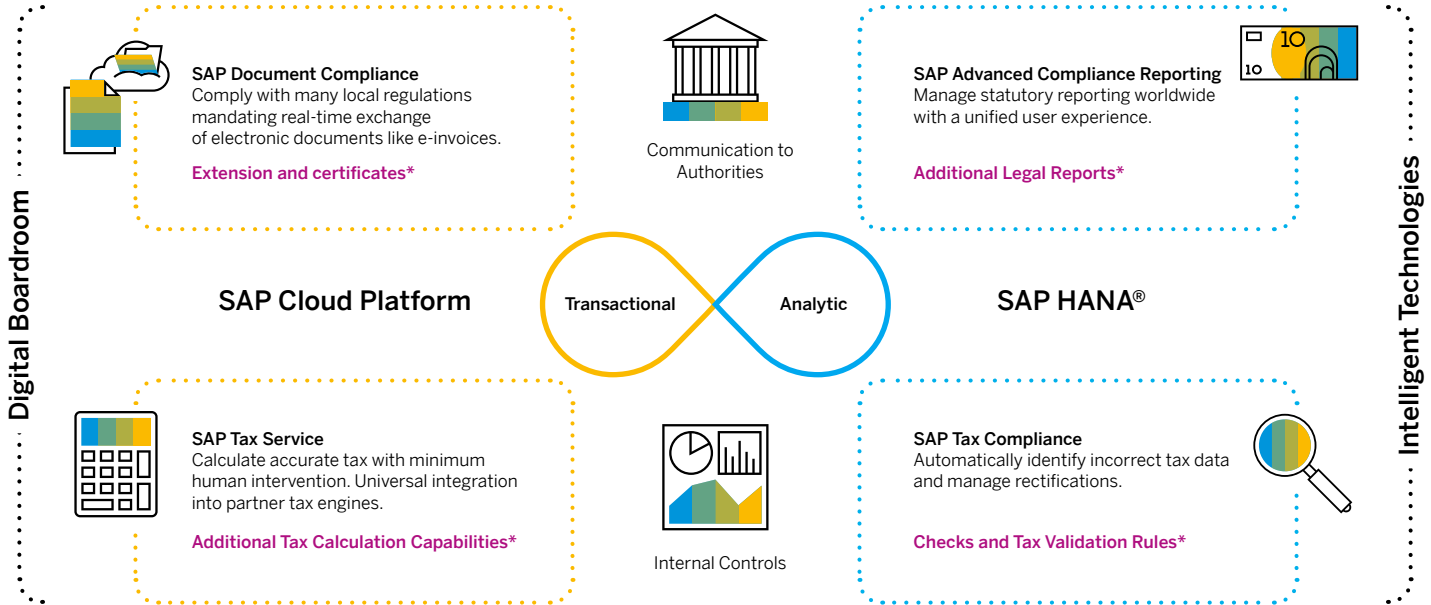 Digital Boardroom
SAP Document Compliance
Comply with many local regulations
mandating real-time exchange
of electronic documents like e-invoices.
Extension and certificates*
Communication to
Authorities
SAP Advanced Compliance Reporting
Manage statutory reporting worldwide
with a unified user experience.
Additional Legal Reports*
10
10
SAP Cloud Platform
Transactional
Analytic
SAP HANA®
SAP Tax Service
Calculate accurate tax with minimum
human intervention. Universal integration
into partner tax engines.
Additional Tax Calculation Capabilities*
Internal Controls
SAP Tax Compliance
Automatically identify incorrect tax data
and manage rectifications.
Checks and Tax Validation Rules*
Intelligent Technologies